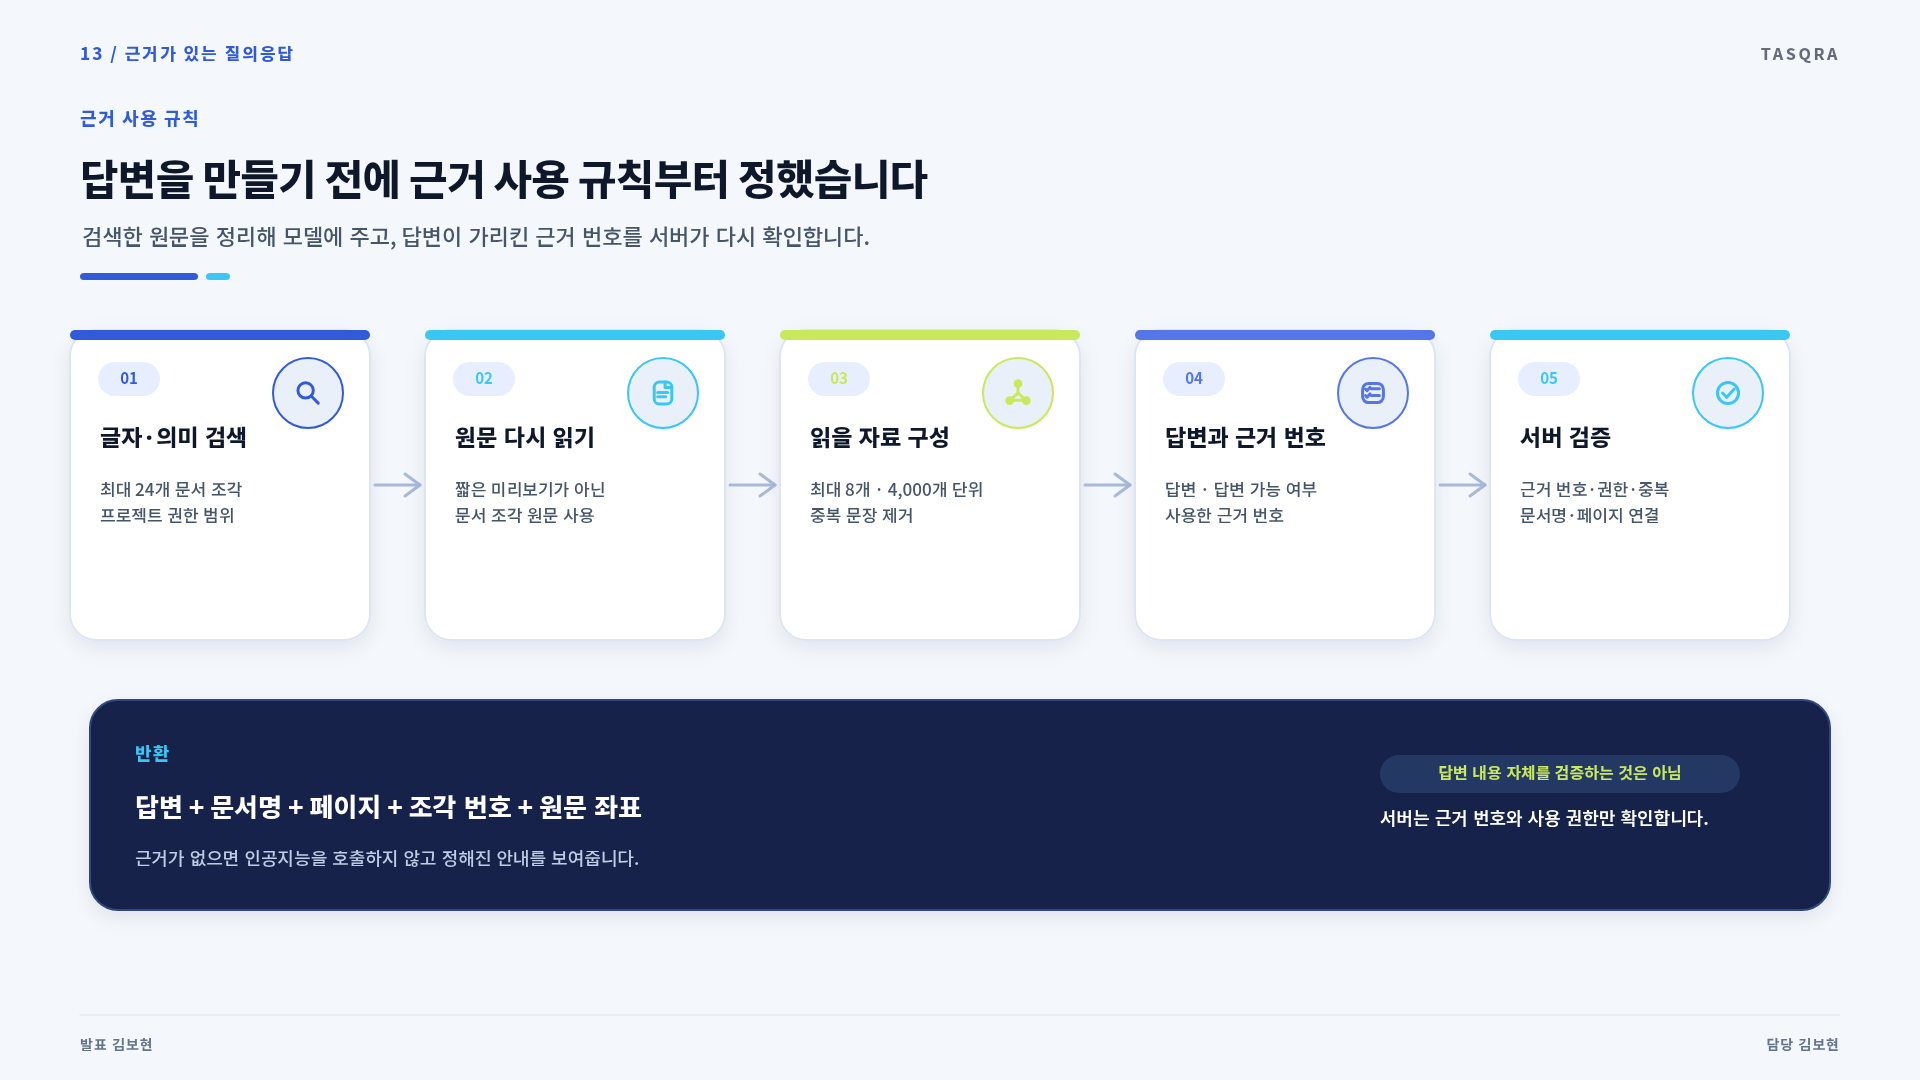 13 / 근거가 있는 질의응답
TASQRA
근거 사용 규칙
답변을 만들기 전에 근거 사용 규칙부터 정했습니다
검색한 원문을 정리해 모델에 주고, 답변이 가리킨 근거 번호를 서버가 다시 확인합니다.
01
글자·의미 검색
최대 24개 문서 조각
프로젝트 권한 범위
02
원문 다시 읽기
짧은 미리보기가 아닌
문서 조각 원문 사용
03
읽을 자료 구성
최대 8개 · 4,000개 단위
중복 문장 제거
04
답변과 근거 번호
답변 · 답변 가능 여부
사용한 근거 번호
05
서버 검증
근거 번호·권한·중복
문서명·페이지 연결
반환
답변 + 문서명 + 페이지 + 조각 번호 + 원문 좌표
근거가 없으면 인공지능을 호출하지 않고 정해진 안내를 보여줍니다.
답변 내용 자체를 검증하는 것은 아님
서버는 근거 번호와 사용 권한만 확인합니다.
발표 김보현
담당 김보현